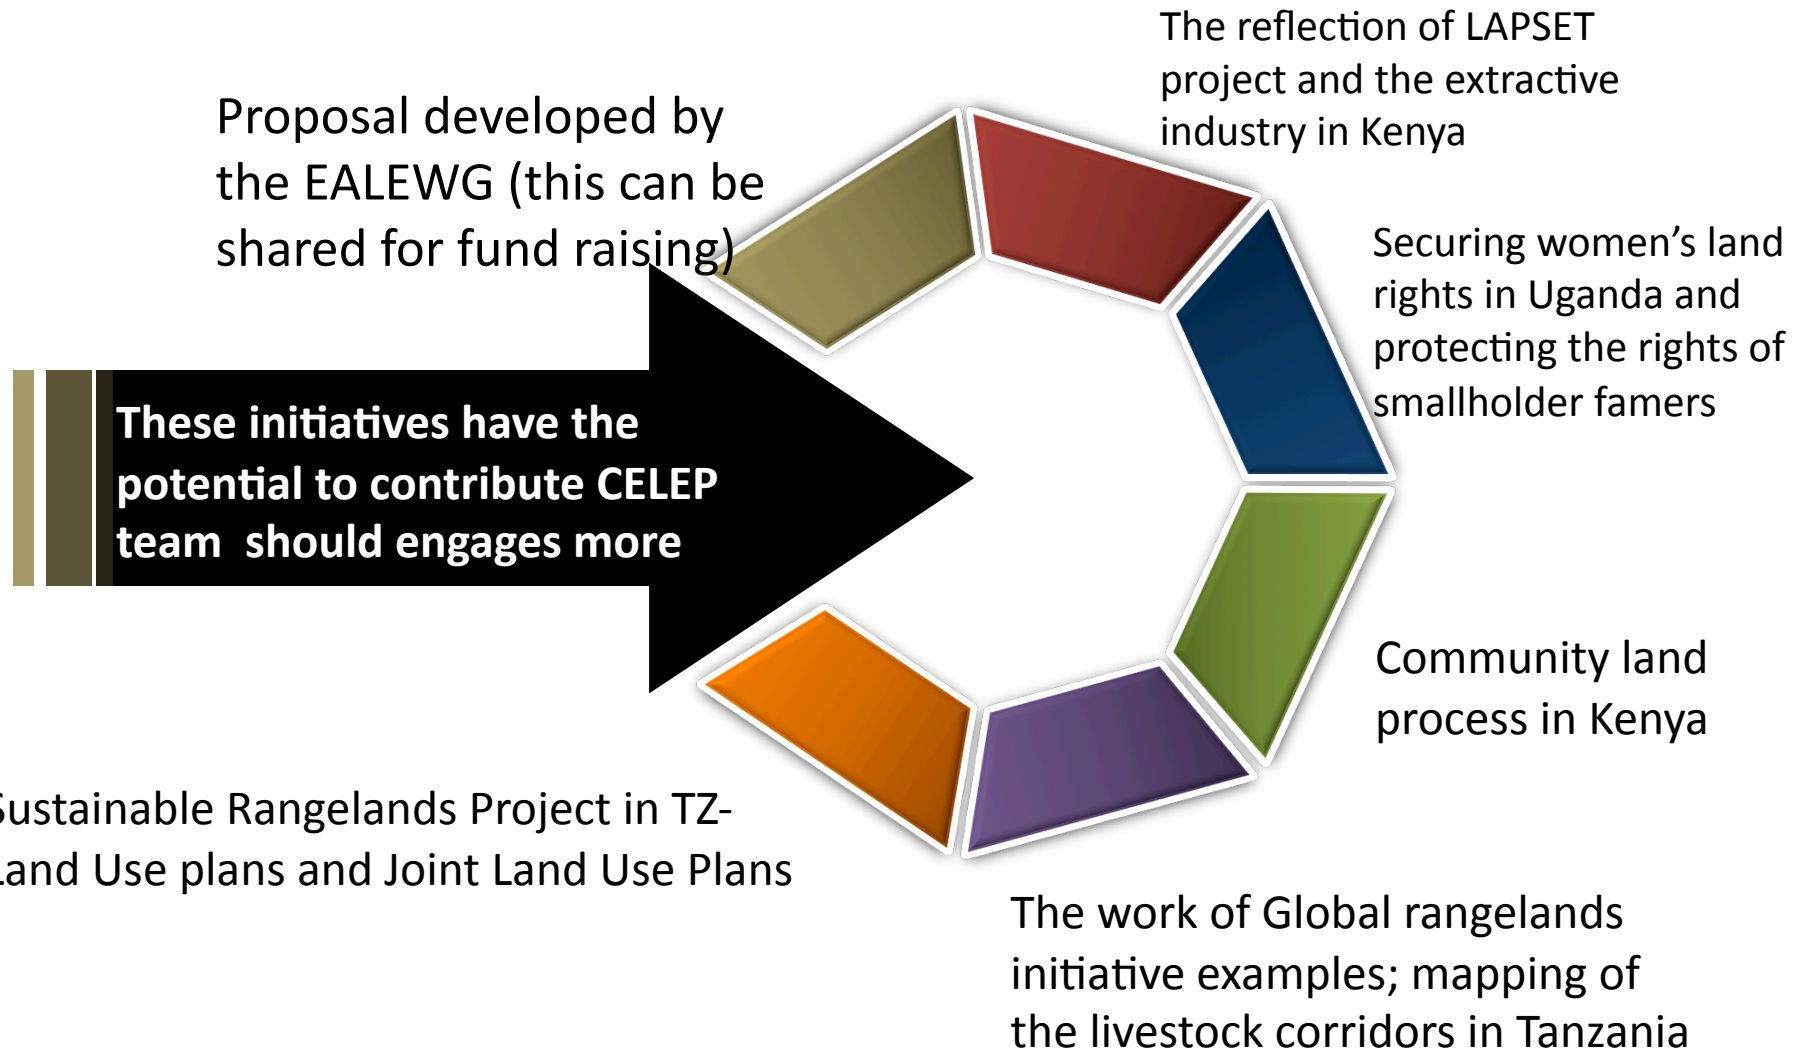 The reflection of LAPSET
project and the extractive
industry in Kenya
Proposal developed by
the EALEWG (this can be
shared for fund raising)
Securing women’s land
rights in Uganda and
protecting the rights of
smallholder famers
These initiatives have the
potential to contribute CELEP
team  should engages more
Community land
process in Kenya
Sustainable Rangelands Project in TZ-
Land Use plans and Joint Land Use Plans
The work of Global rangelands
initiative examples; mapping of
the livestock corridors in Tanzania